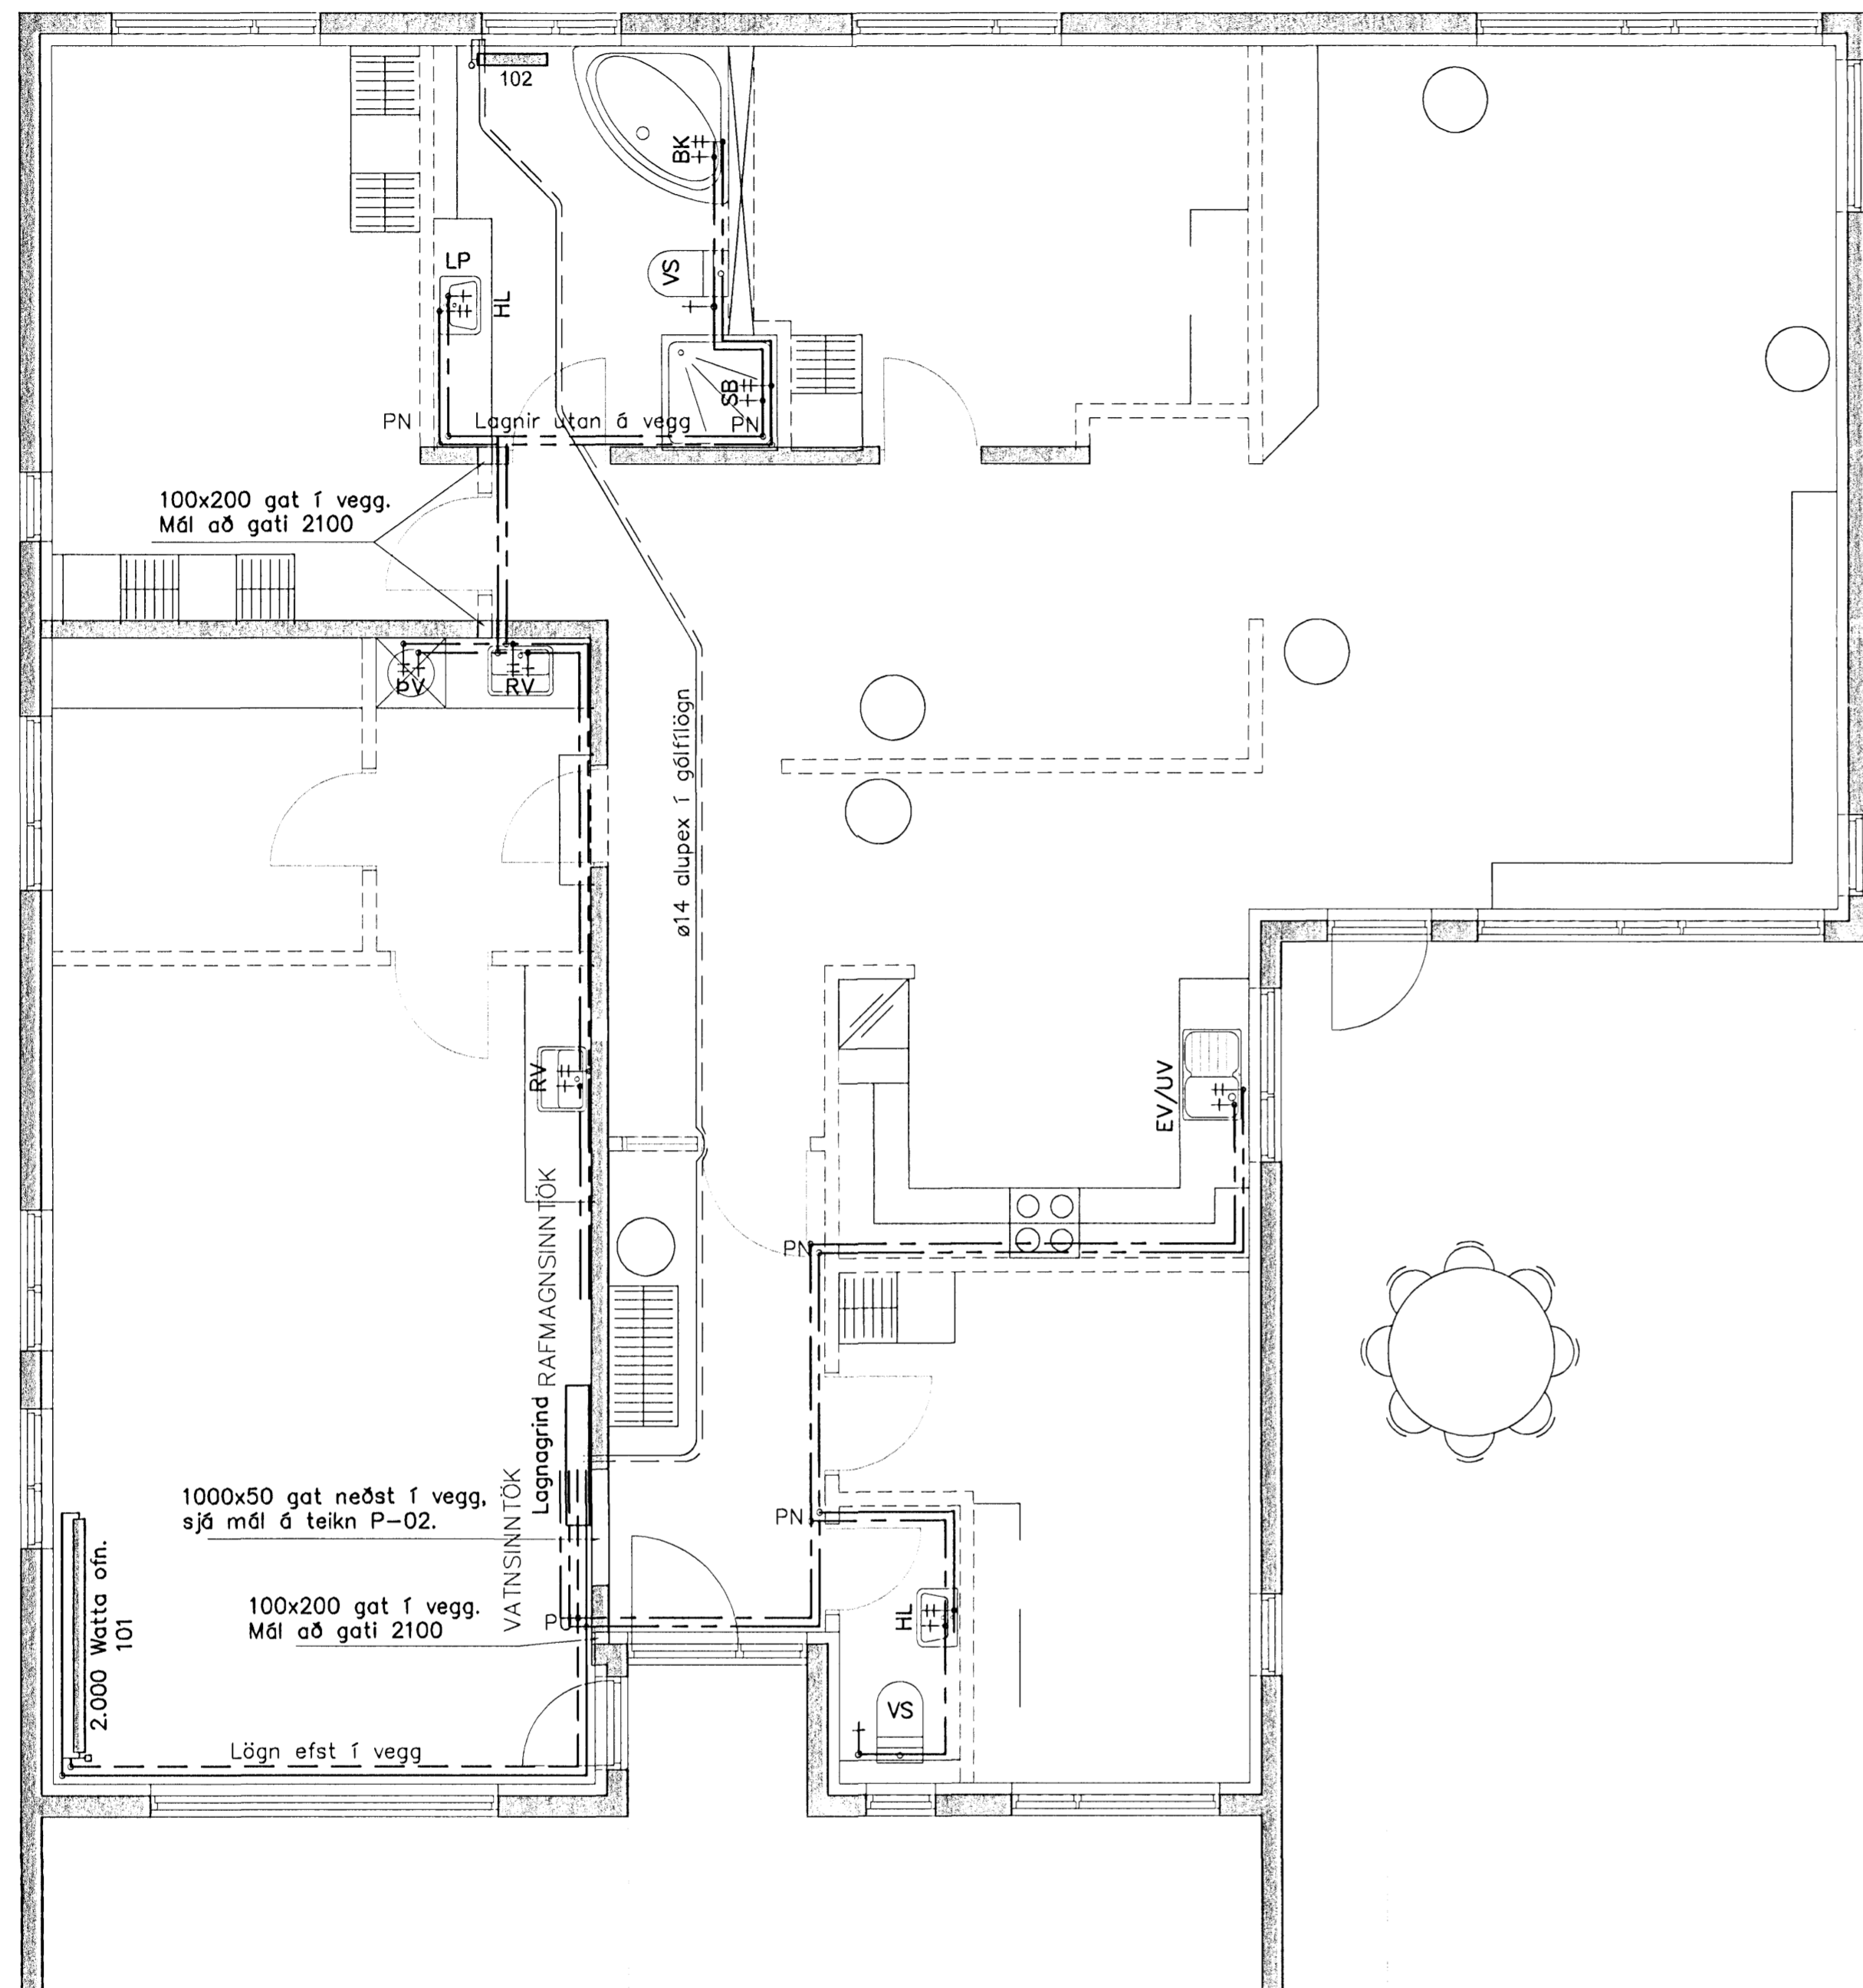 102
BK
LP
HL
VS
SB
PN
Lagnir utan á vegg
PN
100x200 gat í vegg.
Mál að gati 2100
ÞV
RV
ø14 alupex í gólfílögn
RV
EV/UV
RAFMAGNSINNTÖK
PN
Lagnagrind
VATNSINNTÖK
1000x50 gat neðst í vegg,
sjá mál á teikn P-02.
PN
100x200 gat í vegg.
Mál að gati 2100
HL
2.000 Watta ofn.
101
VS
Lögn efst í vegg